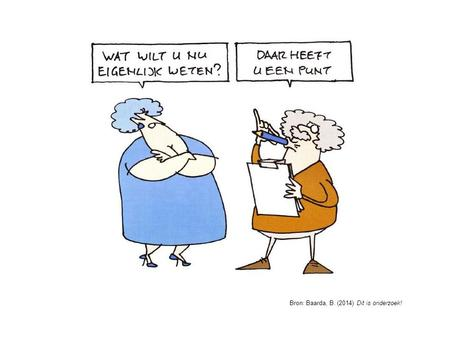 WAT WILT U NU
EIGENLIJK WETEN?
DAAR HEEFT
U EEN PUNT
Bron: Baarda, B. (2014) Dit is onderzoek!